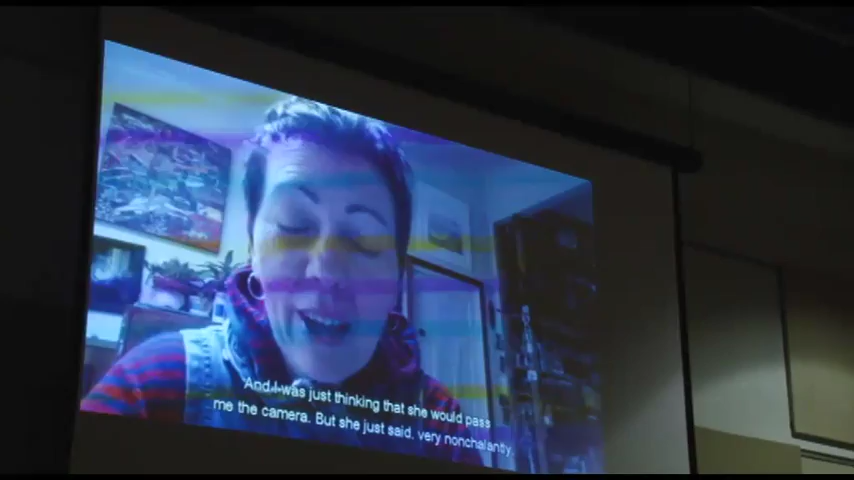 And I was just thinking that she would pass
me the camera. But she just said, very nonchalantly